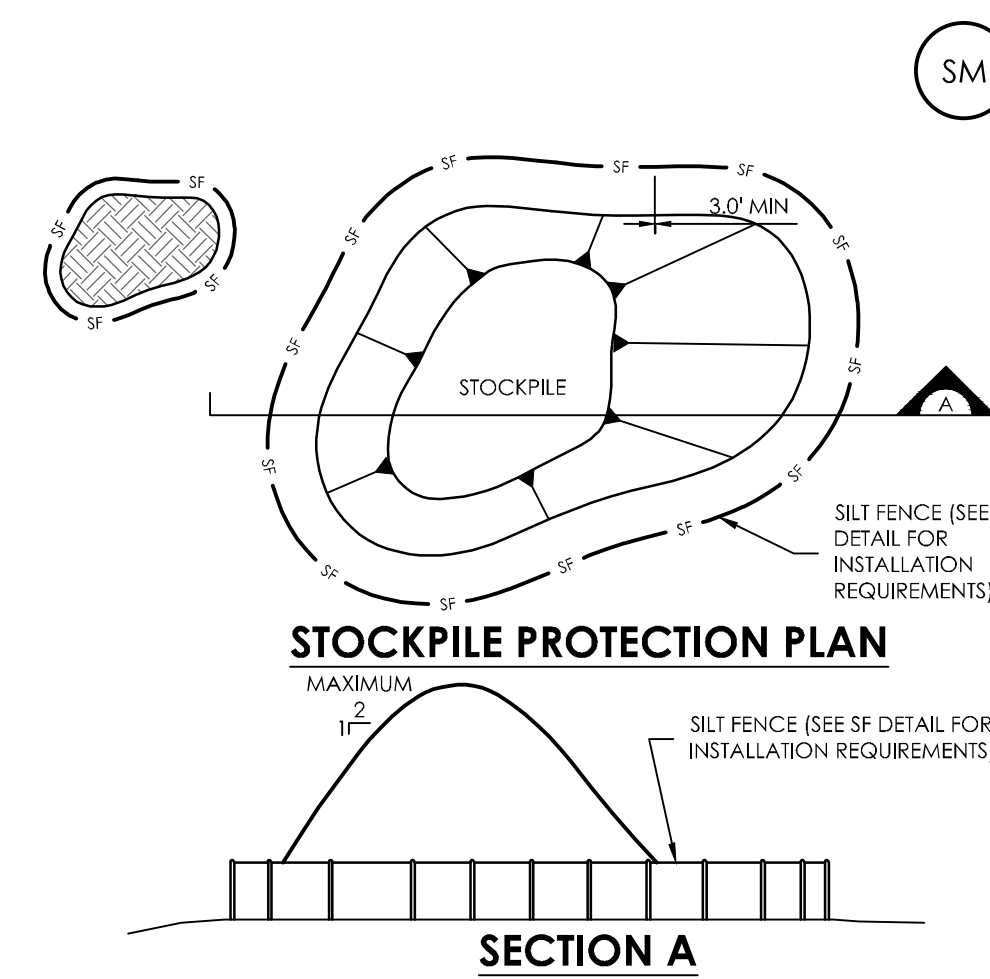 SM
SF
SF
SF
SF
SF
SF
SF
SF
3.0' MIN
SF
SF
SF
SF
STOCKPILE
A
SF
SF
SF
SF
SF
SF
SILT FENCE (SEE
DETAIL FOR
INSTALLATION
REQUIREMENTS)
STOCKPILE PROTECTION PLAN
MAXIMUM
2
1
SILT FENCE (SEE SF DETAIL FOR
INSTALLATION REQUIREMENTS)
SECTION A